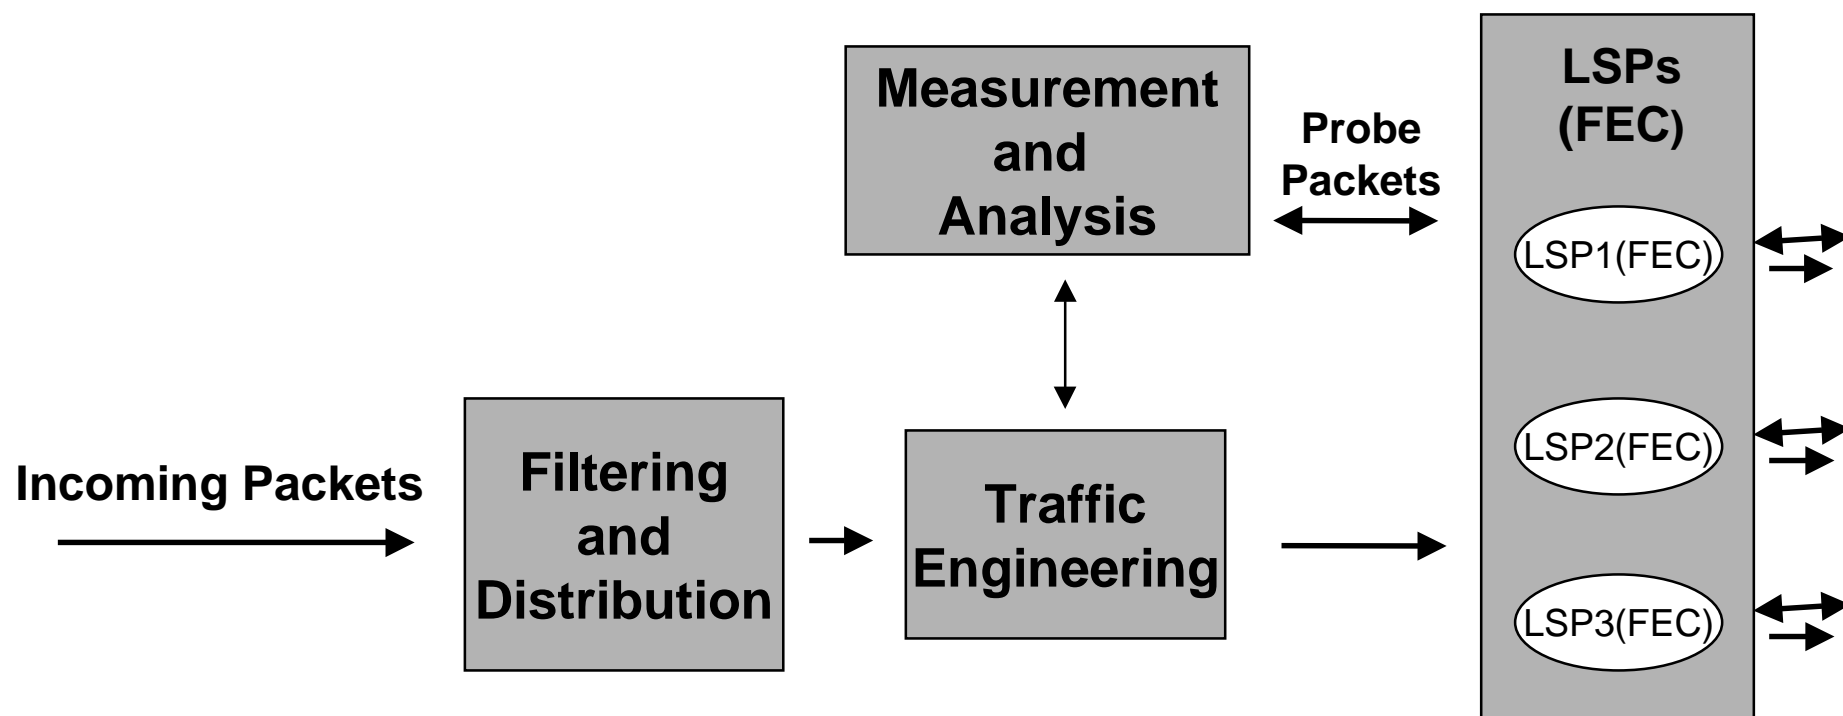 Incoming Packets
Filtering
and
Distribution
Measurement
and
Analysis
Traffic
Engineering
Probe
Packets
LSPs
(FEC)
LSP1(FEC)
LSP2(FEC)
LSP3(FEC)